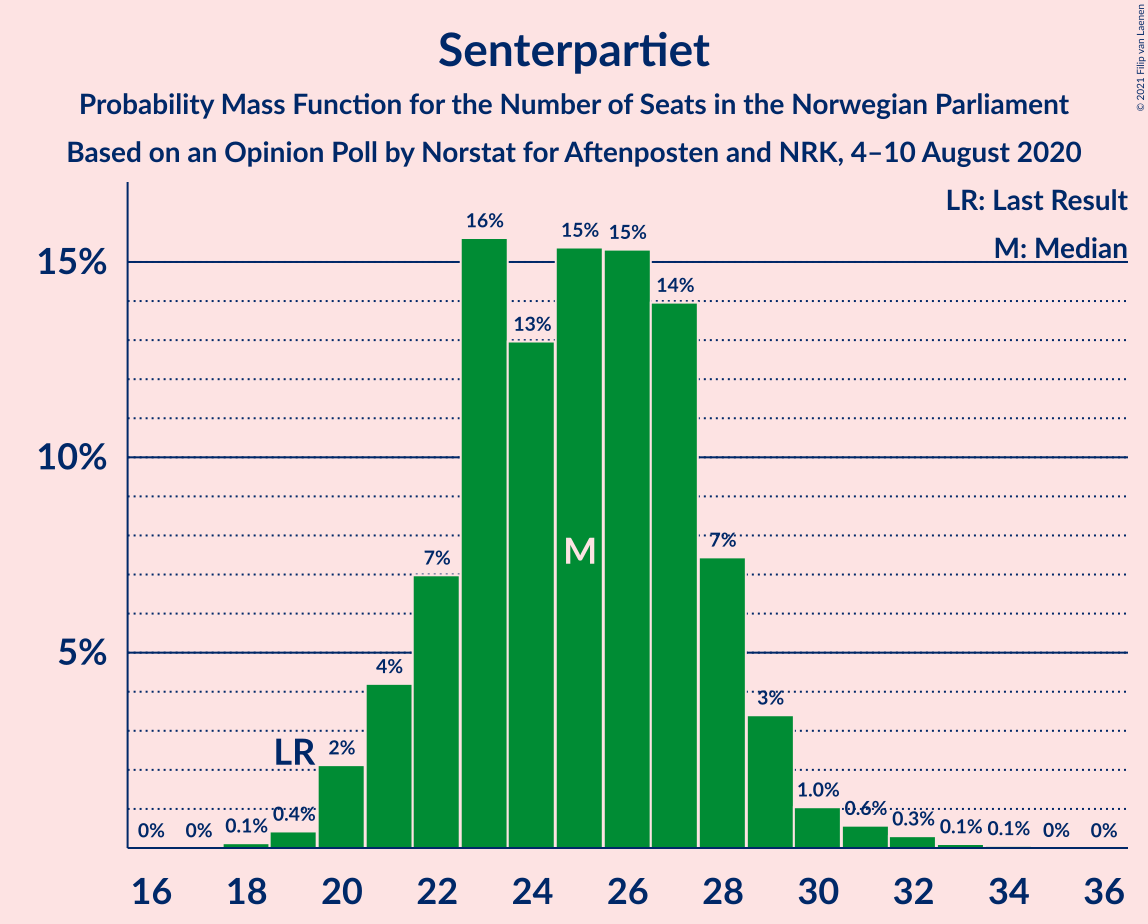 Senterpartiet
Probability Mass Function for the Number of Seats in the Norwegian Parliament
Based on an Opinion Poll by Norstat for Aftenposten and NRK, 4–10 August 2020
© 2021 Filip van Laenen
LR: Last Result
M: Median
15%
10%
5%
0%
0%
0.1%
0.4%
LR
2%
4%
7%
16%
13%
15%
M
15%
14%
7%
3%
1.0%
0.6%
0.3%
0.1%
0.1%
0%
0%
16 18 20 22 24 26 28 30 32 34 36